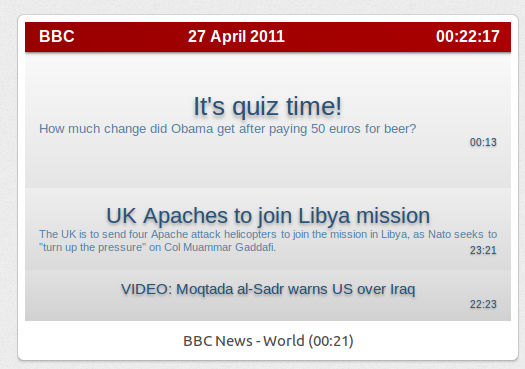 BBC 27 April 2011 00:22:17
It's quiz time!
How much change did Obama get after paying 50 euros for beer?
00:13
UK Apaches to join Libya mission
The UK is to send four Apache attack helicopters to join the mission in Libya, as Nato seeks to
"turn up the pressure" on Col Muammar Gaddafi.
23:21
VIDEO: Moqtada al-Sadr warns US over Iraq
22:23
BBC News - World (00:21)